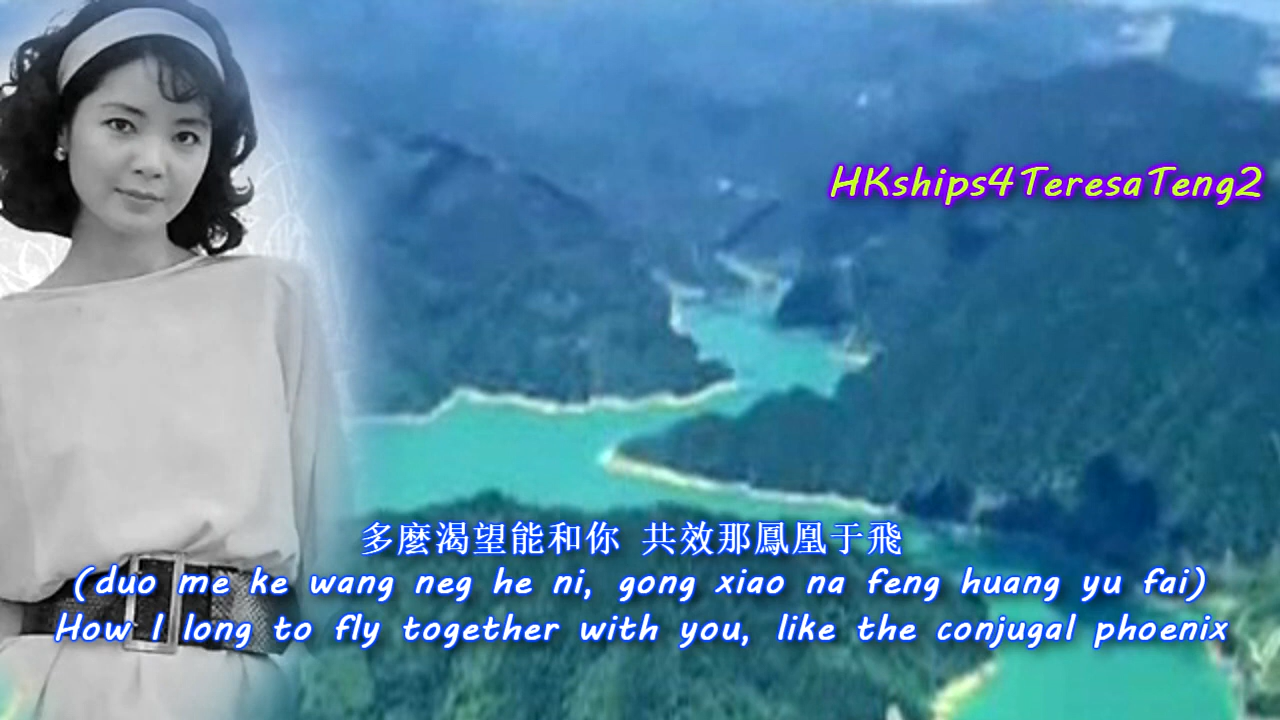 HKships4TeresaTeng2
多麼渴望能和你 共效那鳳凰于飛
(duo me ke wang neg he ni, gong xiao na feng huang yu fai)
How I long to fly together with you, like the conjugal phoenix